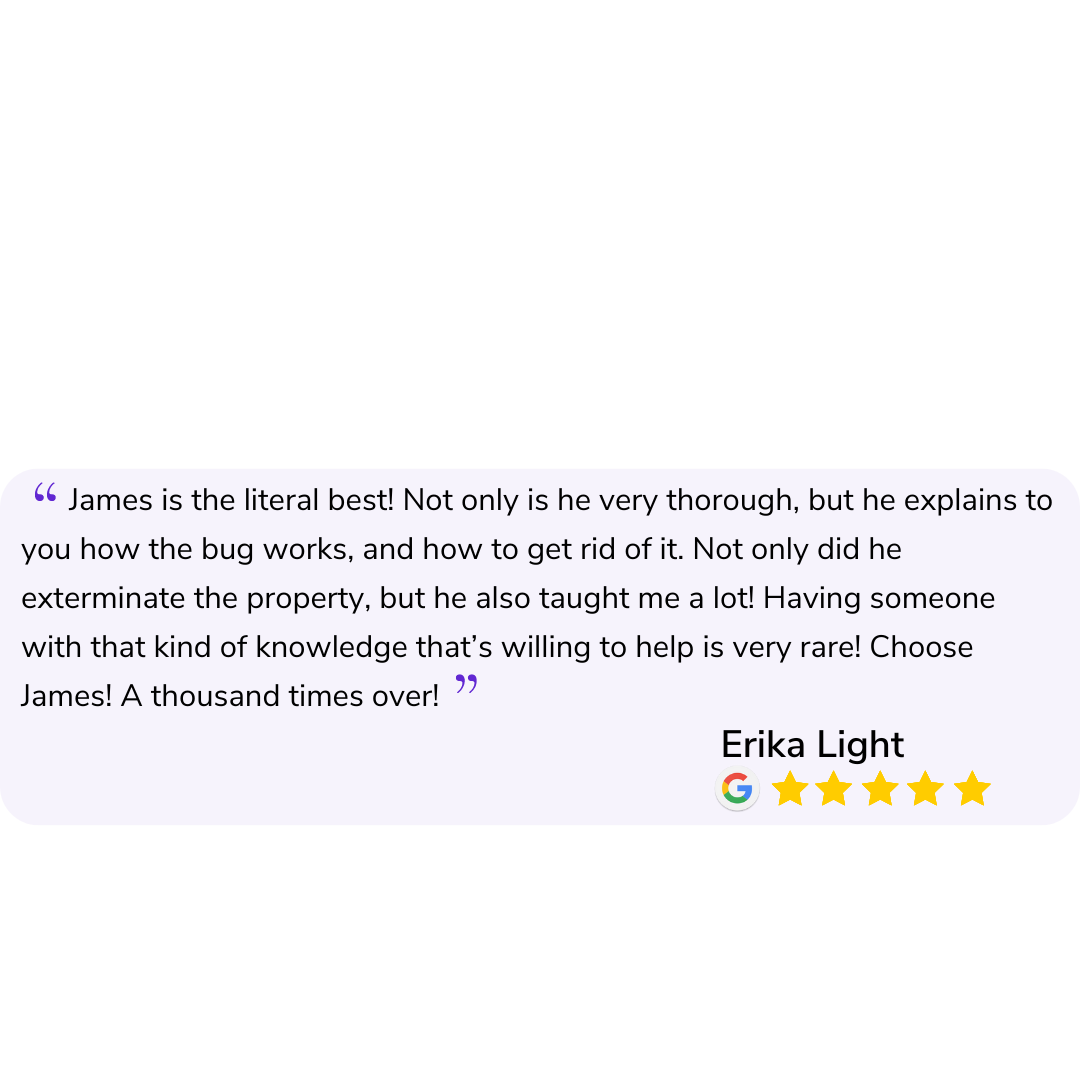 “ James is the literal best! Not only is he very thorough, but he explains to
you how the bug works, and how to get rid of it. Not only did he
exterminate the property, but he also taught me a lot! Having someone
with that kind of knowledge that’s willing to help is very rare! Choose
James! A thousand times over! ”
Erika Light
G